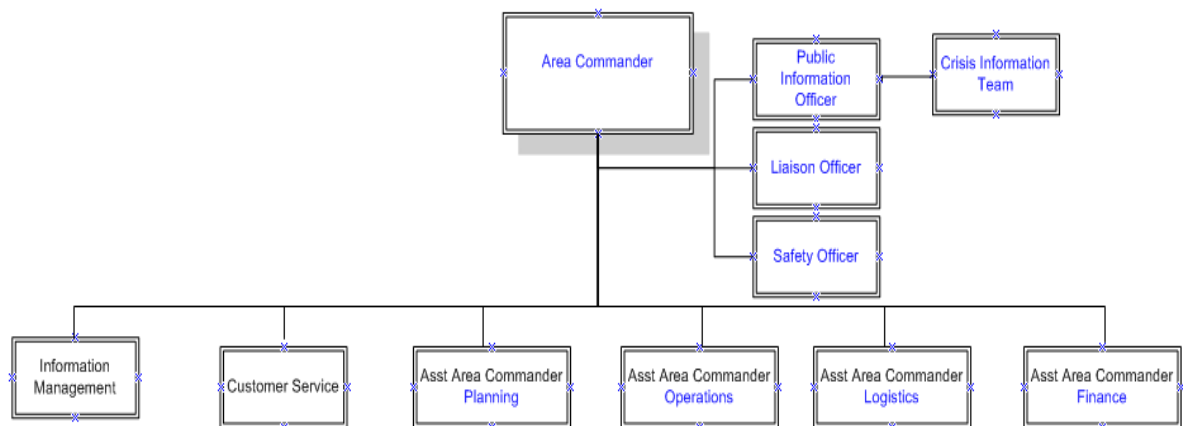 Area Commander
Public
Information
Officer
Crisis Information
Team
Liaison Officer
Safety Officer
Information
Management
Customer Service
Asst Area Commander
Planning
Asst Area Commander
Operations
Asst Area Commander
Logistics
Asst Area Commander
Finance